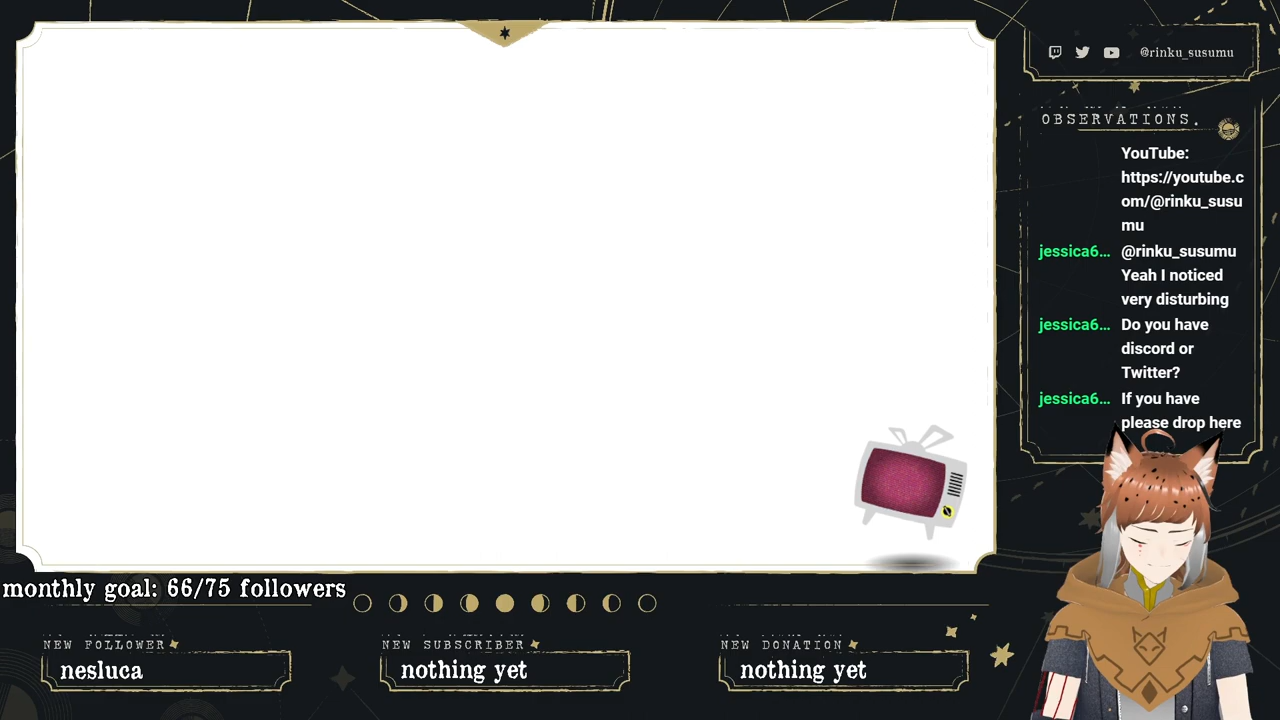 @rinku_susumu
OBSERVATIONS.
YouTube:
https://youtube.c
om/@rinku_susu
mu
jessica6... @rinku_susumu
Yeah I noticed
very disturbing
jessica6... Do you have
discord or
Twitter?
jessica6... If you have
please drop here
monthly goal: 66/75 followers
NEW FOLLOWER
nesluca
NEW SUBSCRIBER
nothing yet
NEW DONATION
nothing yet